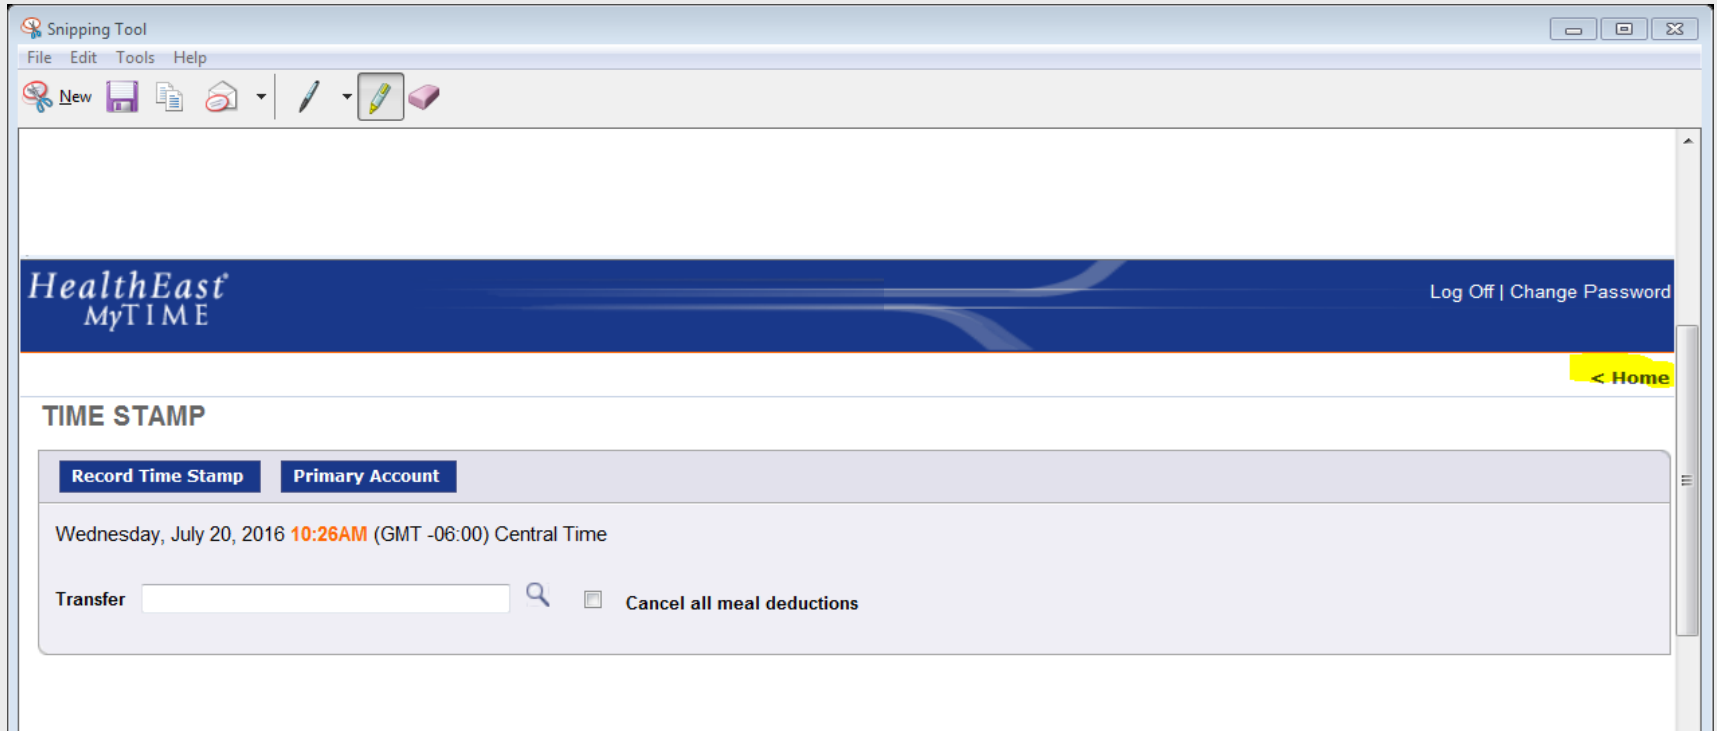 Snipping Tool
File Edit Tools Help
New
HealthEast®
MyTIME
Log Off | Change Password
< Home
TIME STAMP
Record Time Stamp Primary Account
Wednesday, July 20, 2016 10:26AM (GMT -06:00) Central Time
Transfer Cancel all meal deductions